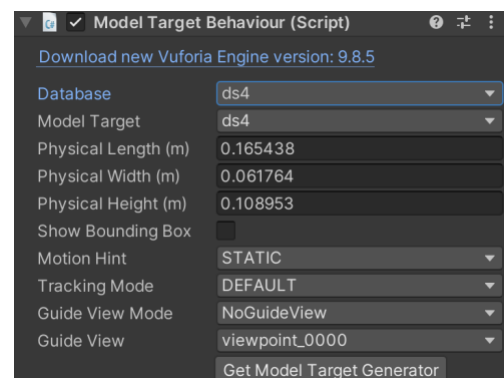 Model Target Behaviour (Script)
Download new Vuforia Engine version: 9.8.5
Database ds4
Model Target ds4
Physical Length (m) 0.165438
Physical Width (m) 0.061764
Physical Height (m) 0.108953
Show Bounding Box
Motion Hint STATIC
Tracking Mode DEFAULT
Guide View Mode NoGuideView
Guide View viewpoint_0000
Get Model Target Generator